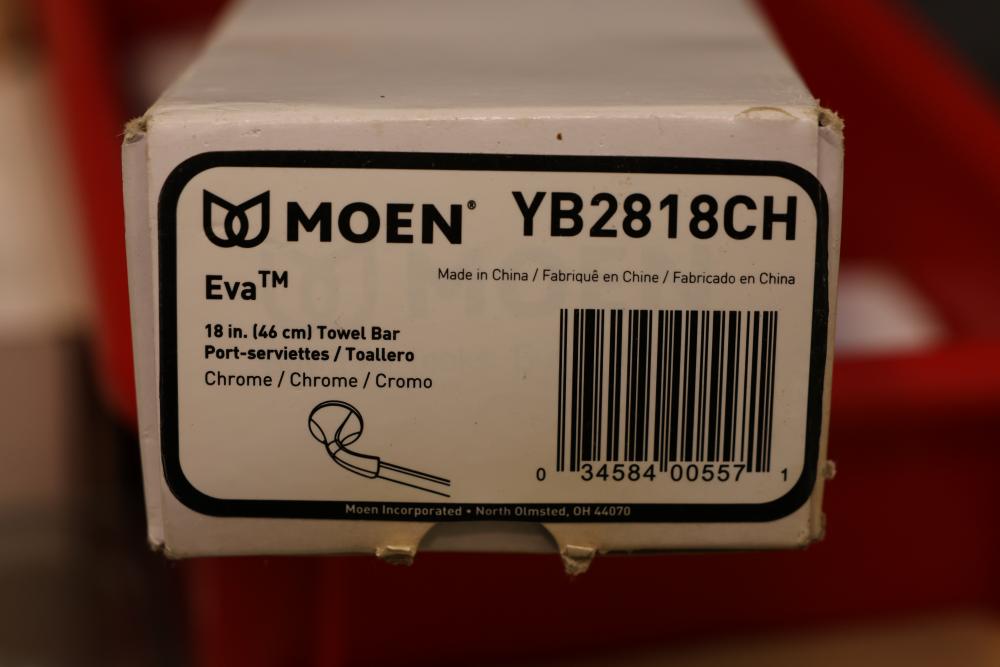 MOEN® YB2818CH
Eva™
Made in China / Fabriquê en Chine / Fabricado en China
18 in. (46 cm) Towel Bar
Port-serviettes / Toallero
Chrome / Chrome / Cromo
0 34584 00557 1
Moen Incorporated • North Olmsted, OH 44070